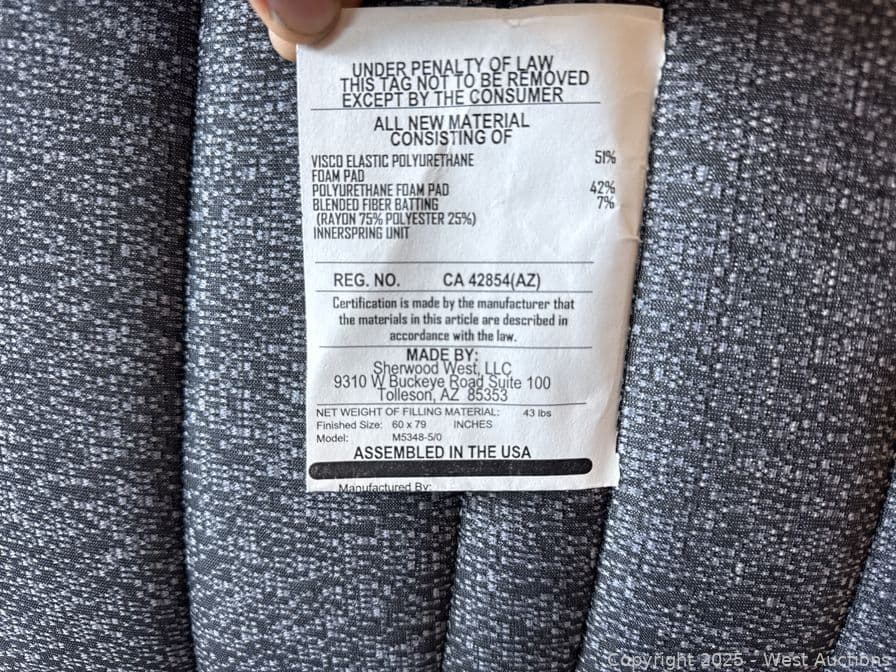 UNDER PENALTY OF LAW
THIS TAG NOT TO BE REMOVED
EXCEPT BY THE CONSUMER
ALL NEW MATERIAL
CONSISTING OF
VISCO ELASTIC POLYURETHANE 51%
FOAM PAD
POLYURETHANE FOAM PAD 42%
BLENDED FIBER BATTING 7%
(RAYON 75% POLYESTER 25%)
INNERSPRING UNIT
REG. NO. CA 42854(AZ)
Certification is made by the manufacturer that
the materials in this article are described in
accordance with the law.
MADE BY:
Sherwood West, LLC
9310 W Buckeye Road Suite 100
Tolleson, AZ 85353
NET WEIGHT OF FILLING MATERIAL: 43 lbs
Finished Size: 60 x 79 INCHES
Model: M5348-5/0
ASSEMBLED IN THE USA
Manufactured By:
Copyright 2025 - West Auctions